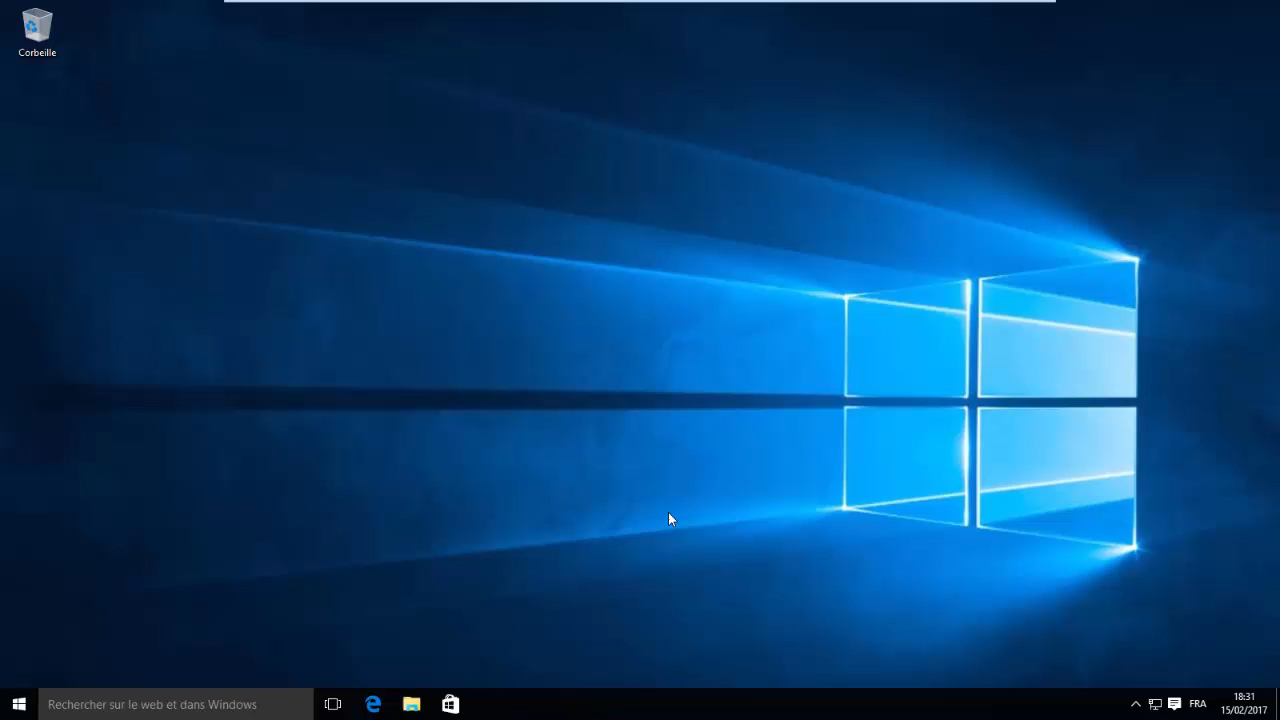 Corbeille
Rechercher sur le web et dans Windows
FRA
18:31
15/02/2017